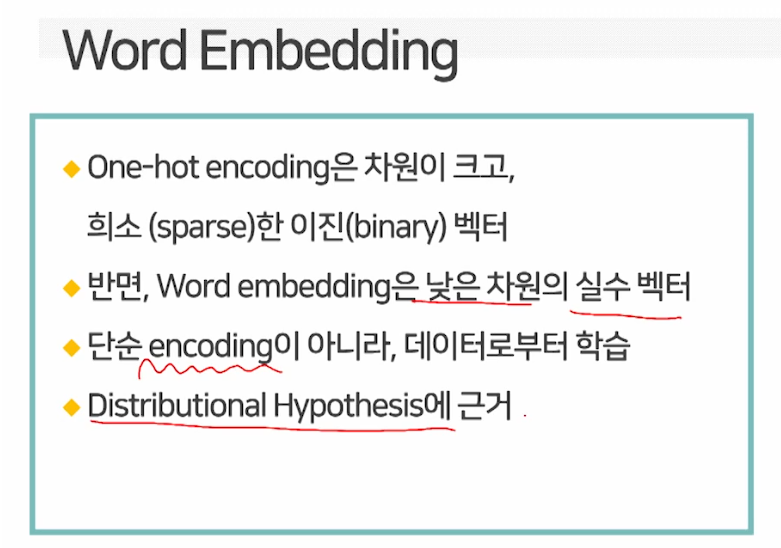 Word Embedding
◆ One-hot encoding은 차원이 크고,
희소 (sparse)한 이진(binary) 벡터
◆ 반면, Word embedding은 낮은 차원의 실수 벡터
◆ 단순 encoding이 아니라, 데이터로부터 학습
◆ Distributional Hypothesis에 근거